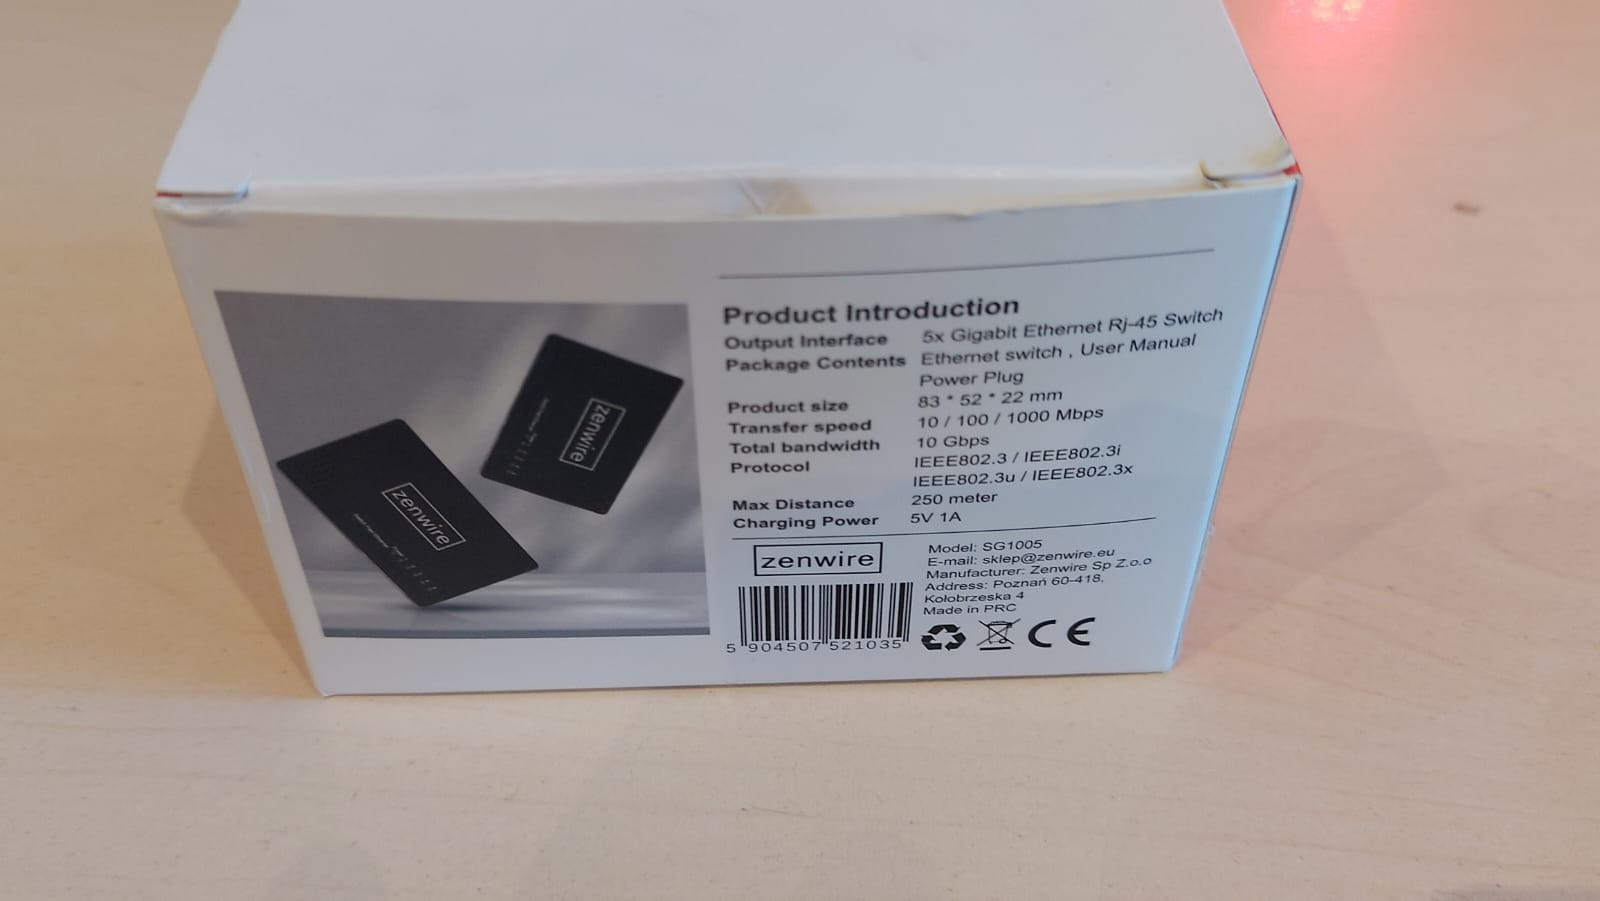 Product Introduction
Output Interface 5x Gigabit Ethernet Rj-45 Switch
Package Contents Ethernet switch , User Manual
Power Plug
Product size 83 * 52 * 22 mm
Transfer speed 10 / 100 / 1000 Mbps
Total bandwidth 10 Gbps
Protocol IEEE802.3 / IEEE802.3i
IEEE802.3u / IEEE802.3x
Max Distance 250 meter
Charging Power 5V 1A
zenwire
Model: SG1005
E-mail: sklep@zenwire.eu
Manufacturer: Zenwire Sp Z.o.o
Address: Poznań 60-418,
Kołobrzeska 4
Made in PRC
5 904507 521035
CE
zenwire
zenwire